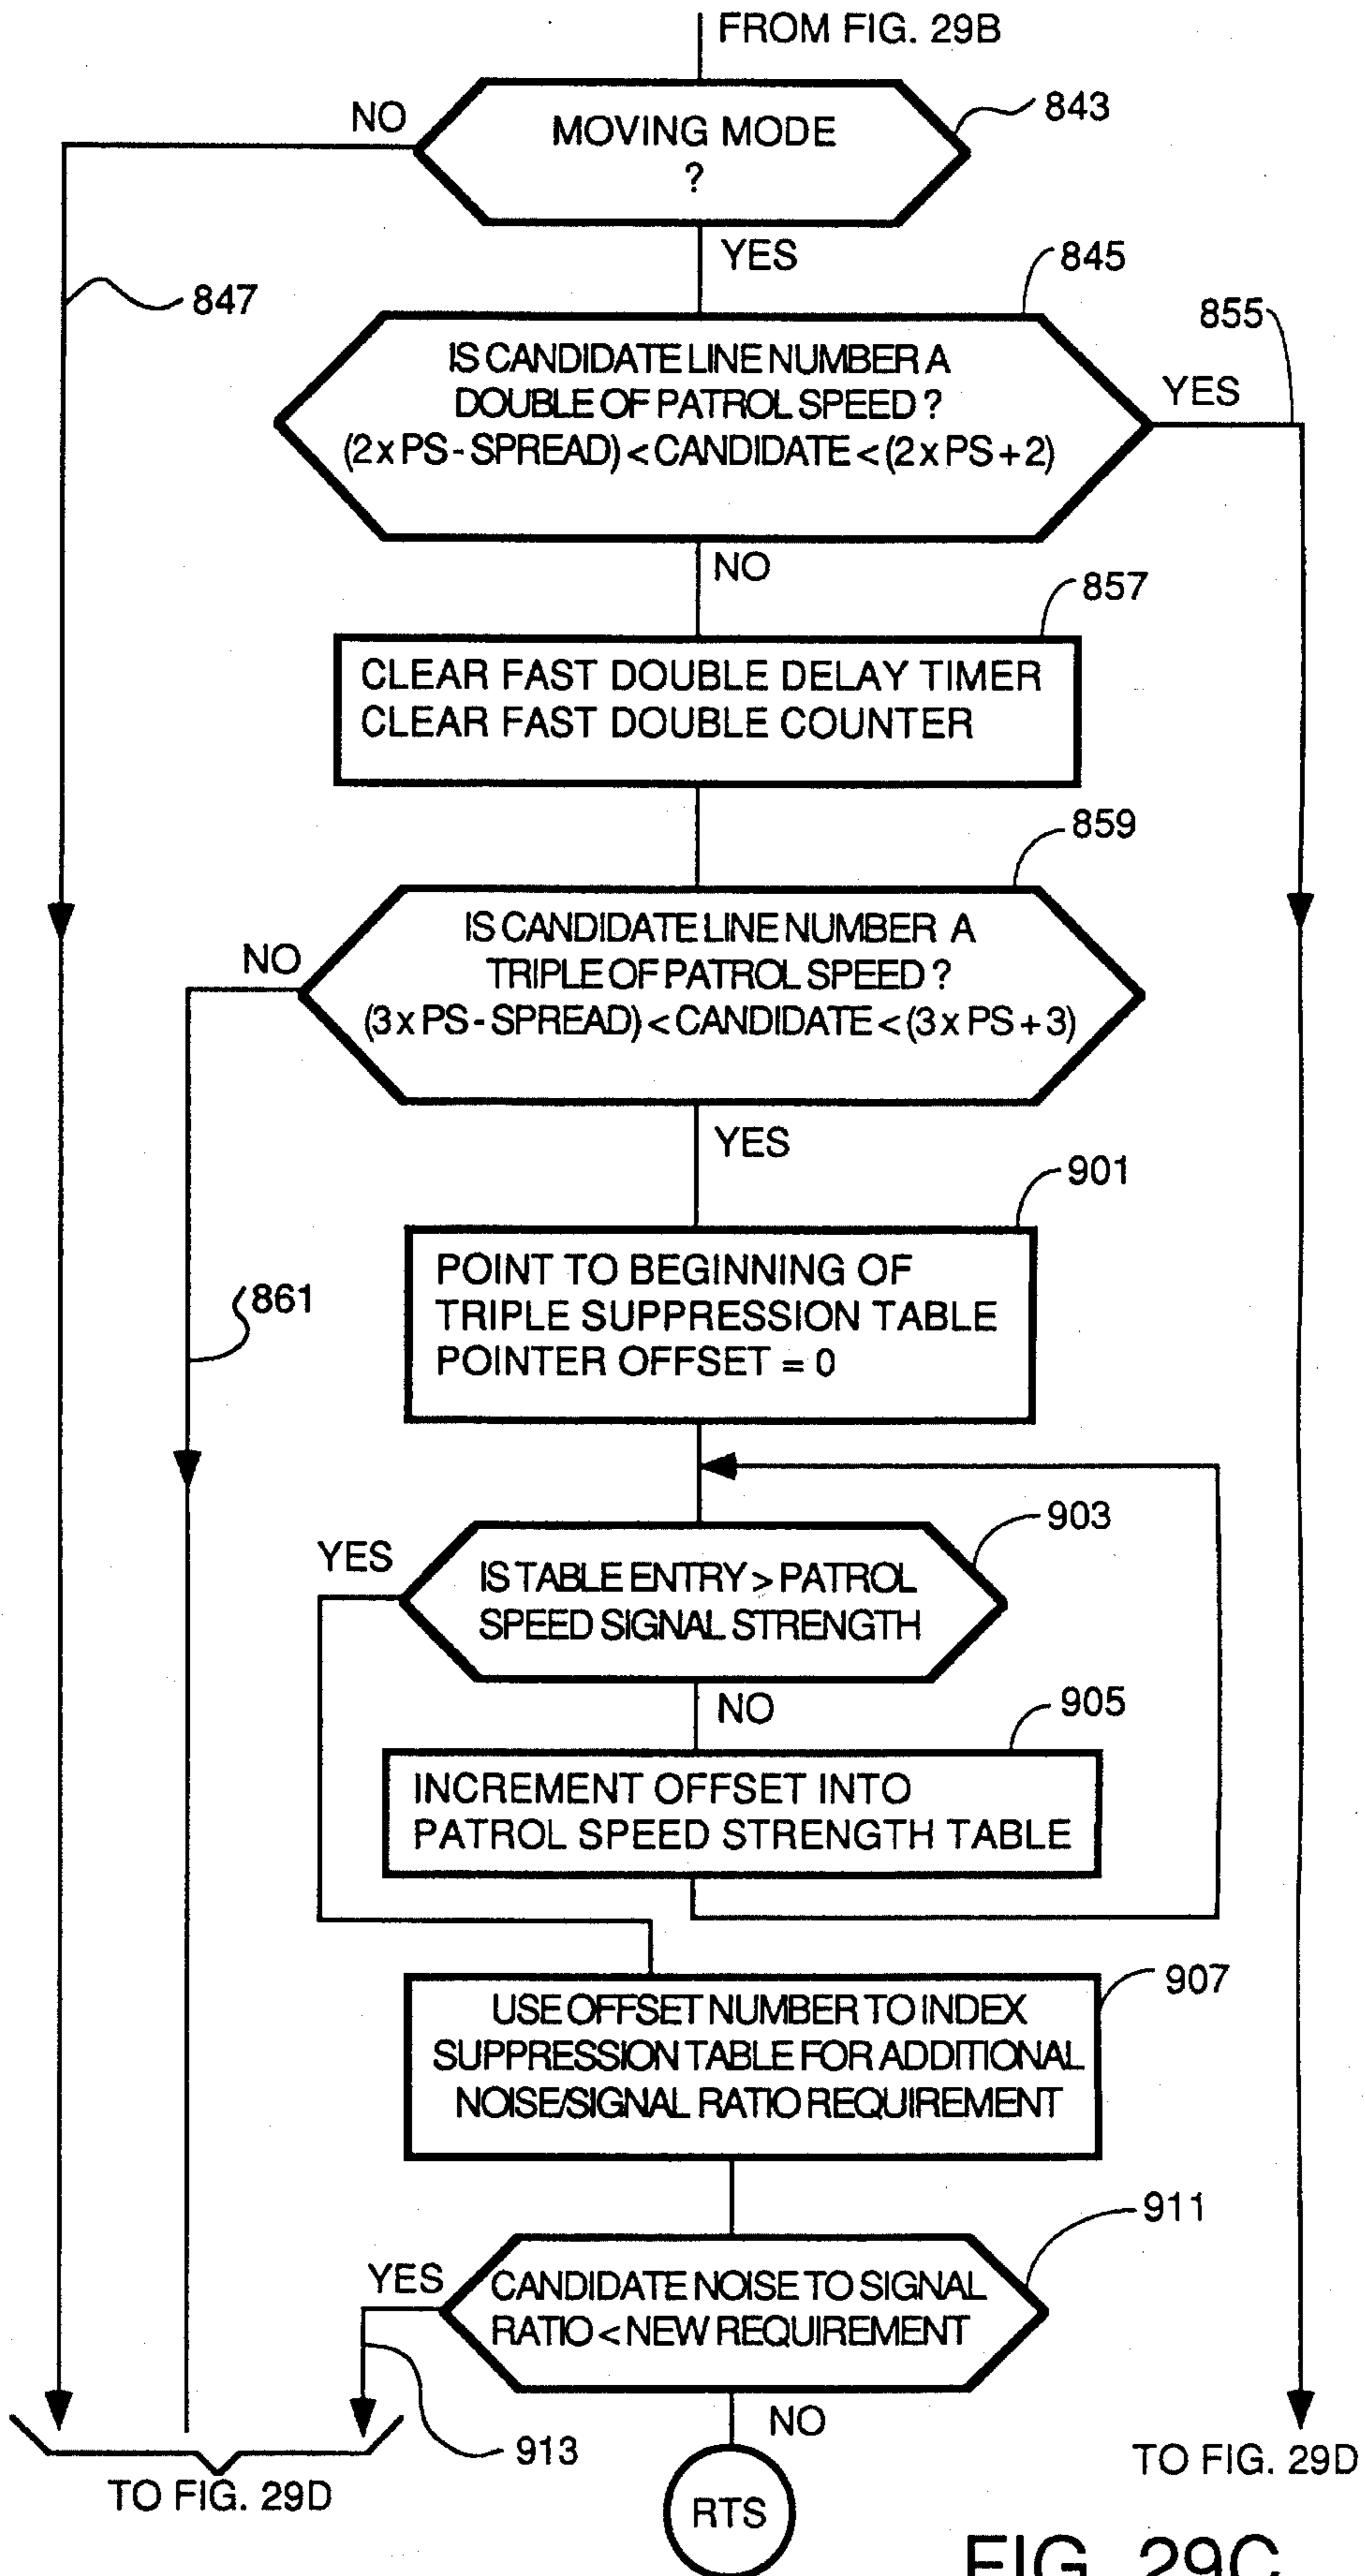 FROM FIG. 29B
NO
MOVING MODE
?
843
YES
847
845
855
IS CANDIDATE LINE NUMBER A
DOUBLE OF PATROL SPEED ?
(2 x PS - SPREAD) < CANDIDATE < (2 x PS + 2)
YES
NO
857
CLEAR FAST DOUBLE DELAY TIMER
CLEAR FAST DOUBLE COUNTER
859
NO
IS CANDIDATE LINE NUMBER A
TRIPLE OF PATROL SPEED ?
(3 x PS - SPREAD) < CANDIDATE < (3 x PS + 3)
YES
901
861
POINT TO BEGINNING OF
TRIPLE SUPPRESSION TABLE
POINTER OFFSET = 0
903
YES
IS TABLE ENTRY > PATROL
SPEED SIGNAL STRENGTH
NO
905
INCREMENT OFFSET INTO
PATROL SPEED STRENGTH TABLE
907
USE OFFSET NUMBER TO INDEX
SUPPRESSION TABLE FOR ADDITIONAL
NOISE/SIGNAL RATIO REQUIREMENT
911
YES
CANDIDATE NOISE TO SIGNAL
RATIO < NEW REQUIREMENT
NO
913
TO FIG. 29D
TO FIG. 29D
RTS
FIG. 29C